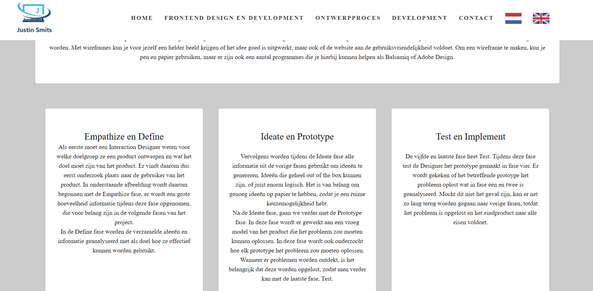 Justin Smits
HOME FRONTEND DESIGN EN DEVELOPMENT ONTWERPPROCES DEVELOPMENT CONTACT
worden. Met wireframes kun je voor jezelf een helder beeld krijgen of het idee goed is uitgewerkt, maar ook of de website aan de gebruiksvriendelijkheid voldoet. Om een wireframe te maken, kun je
pen en papier gebruiken, maar er zijn ook een aantal programmes die je hierbij kunnen helpen als Balsamiq of Adobe Design.
Empathize en Define
Als eerste moet een Interaction Designer weten voor
welke doelgroep ze een product ontwerpen en wat het
doel moet zijn van het product. Er vindt daarom dus
eerst onderzoek plaats naar de gebruiker van het
product. In onderstaande afbeelding wordt daarom
begonnen met de Empathize fase, er wordt een grote
hoeveelheid informatie tijdens deze fase opgenomen,
die voor belang zijn in de volgende fasen van het
project.
In de Define fase worden de verzamelde ideeën en
informatie geanalyseerd met als doel hoe ze effectief
kunnen worden gebruikt.
Ideate en Prototype
Vervolgens worden tijdens de Ideate fase alle
informatie uit de vorige fasen gebruikt om ideeën te
genereren. Ideeën die geheel out of the box kunnen
zijn, of juist enorm logisch. Het is van belang om
genoeg ideeën op papier te hebben, zodat je een ruime
keuzemogelijkheid hebt.
Na de Ideate fase, gaan we verder met de Prototype
fase. In deze fase wordt er gewerkt aan een vroeg
model van het product die het probleem zou moeten
kunnen oplossen. In deze fase wordt ook onderzocht
hoe elk prototype het probleem zou moeten oplossen.
Wanneer er problemen worden ontdekt, is het
belangrijk dat deze worden opgelost, zodat men verder
kan met de laatste fase, Test.
Test en Implement
De vijfde en laatste fase heet Test. Tijdens deze fase
test de Designer het prototype gemaakt in fase vier. Er
wordt gekeken of het betreffende prototype het
probleem oplost wat in fase één en twee is
geanalyseerd. Mocht dit niet het geval zijn, kan er net
zo lang terug worden gegaan naar vorige fasen, totdat
het probleem is opgelost en het eindproduct naar alle
eisen voldoet.